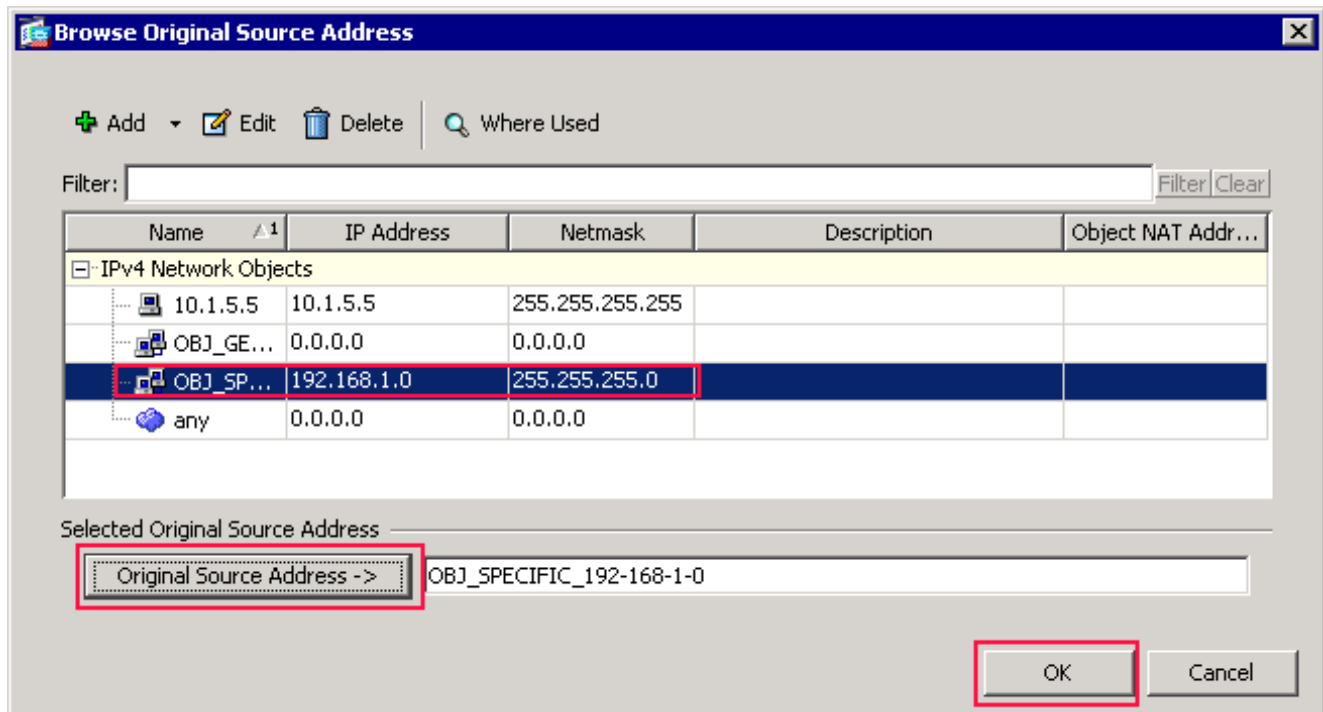 Browse Original Source Address
Add Edit Delete Where Used
Filter: Filter Clear
Name 1 IP Address Netmask Description Object NAT Addr...
IPv4 Network Objects
10.1.5.5 10.1.5.5 255.255.255.255
OBJ_GE... 0.0.0.0 0.0.0.0
OBJ_SP... 192.168.1.0 255.255.255.0
any 0.0.0.0 0.0.0.0
Selected Original Source Address
Original Source Address -> OBJ_SPECIFIC_192-168-1-0
OK Cancel